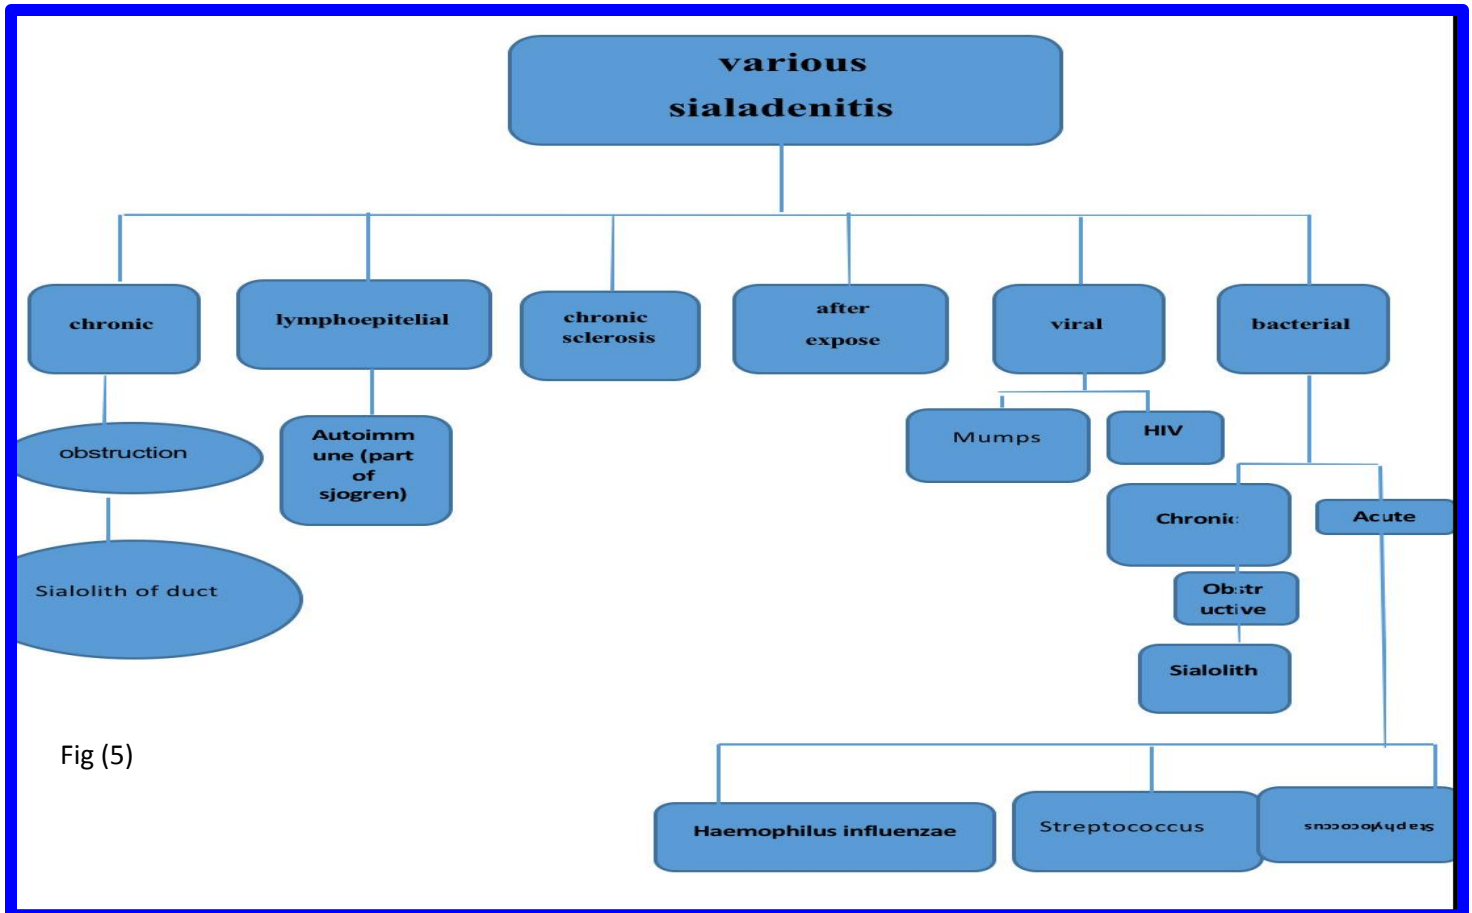 various
sialadenitis
chronic
lymphoepitelial
chronic
sclerosis
after
expose
viral
bacterial
obstruction
Autoimm
une (part
of
sjogren)
Mumps
HIV
Chronic
Acute
Sialolith of duct
Obstr
uctive
Sialolith
Fig (5)
Haemophilus influenzae
Streptococcus
Staphylococcus